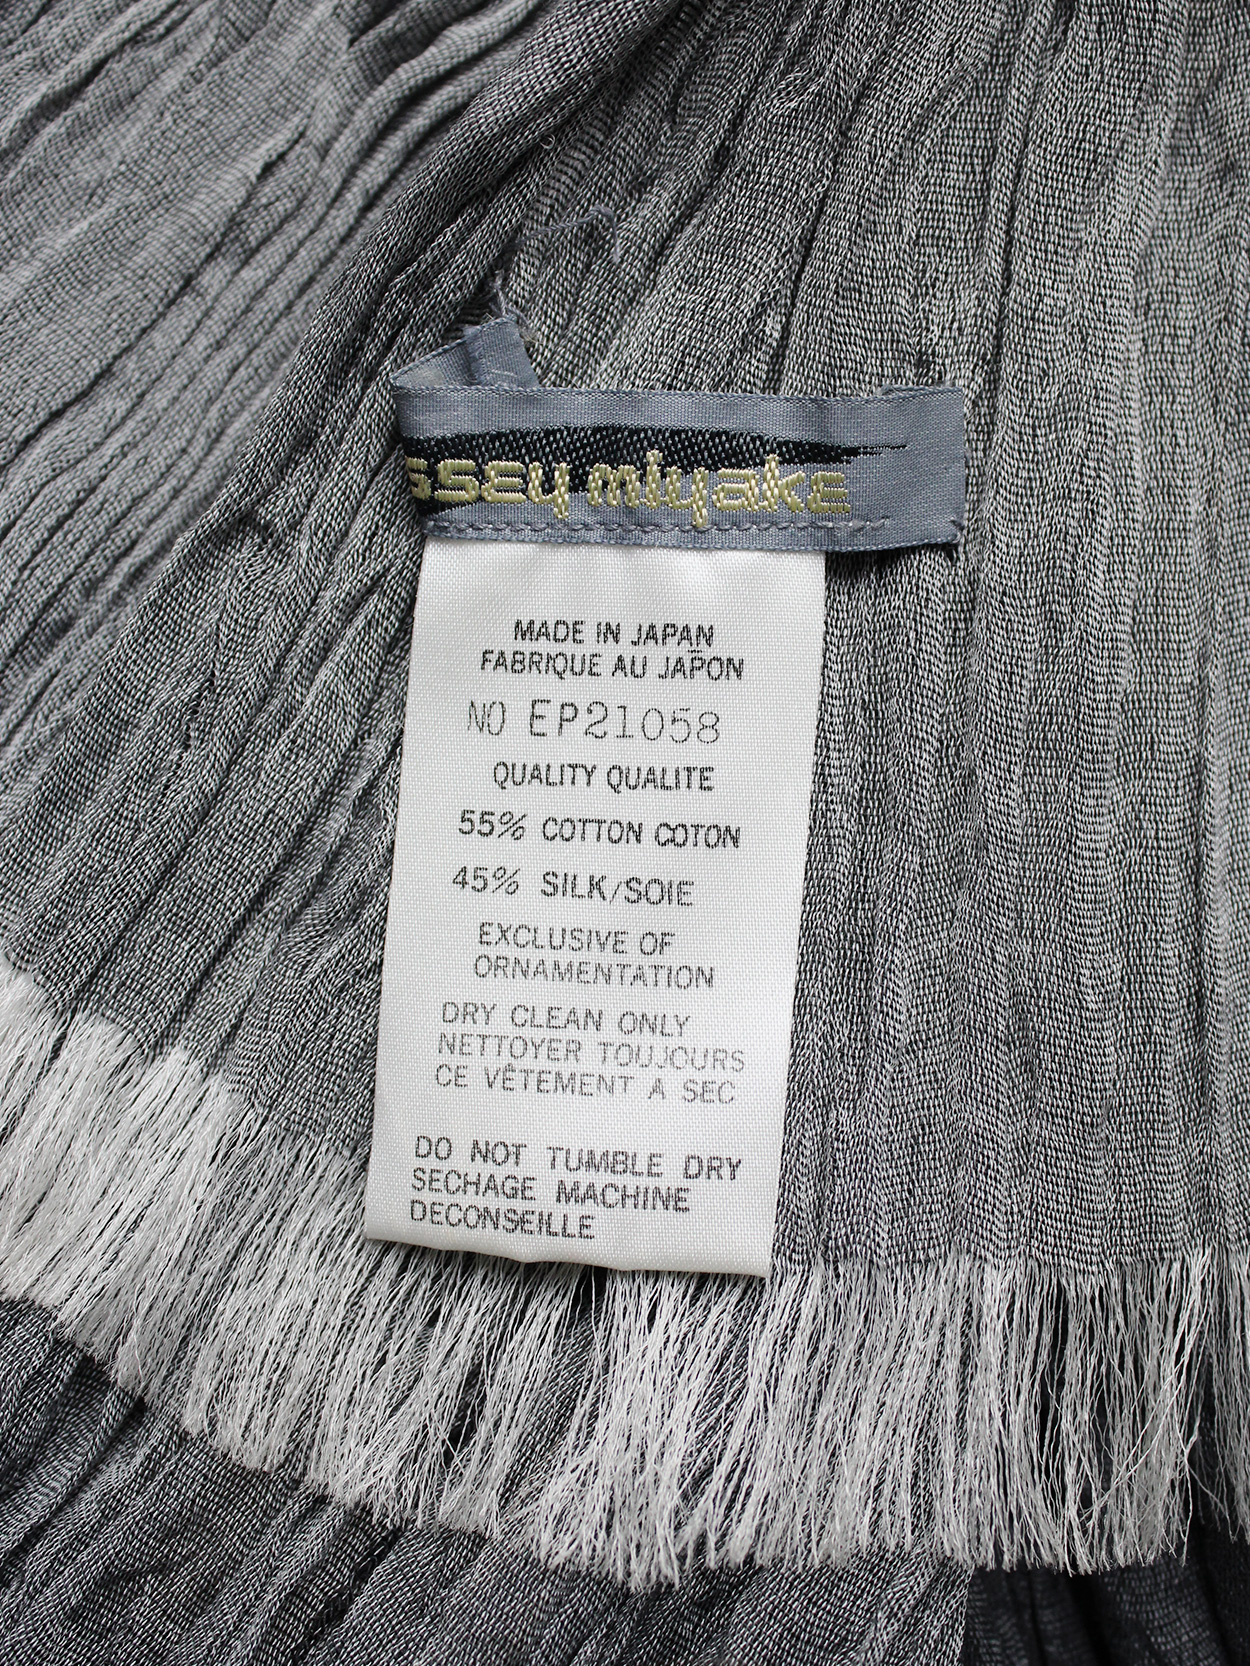 ssey miyake
MADE IN JAPAN
FABRIQUE AU JAPON
NO EP21058
QUALITY QUALITE
55% COTTON COTON
45% SILK/SOIE
EXCLUSIVE OF
ORNAMENTATION
DRY CLEAN ONLY
NETTOYER TOUJOURS
CE VÊTEMENT A SEC
DO NOT TUMBLE DRY
SECHAGE MACHINE
DECONSEILLE